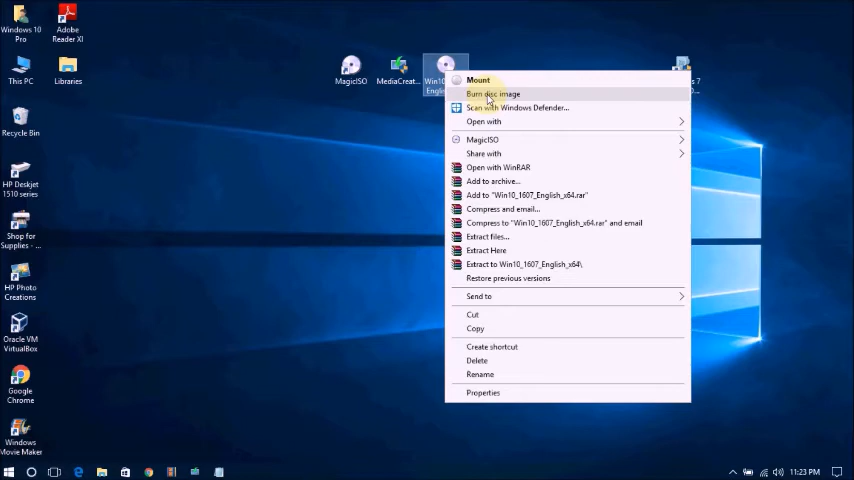 Windows 10
Pro
Adobe
Reader XI
This PC
Libraries
Recycle Bin
HP Deskjet
1510 series
Shop for
Supplies - ...
HP Photo
Creations
Oracle VM
VirtualBox
Google
Chrome
Windows
Movie Maker
MagicISO
MediaCreat...
Win10
Englis
s 7
Mount
Burn disc image
Scan with Windows Defender...
Open with
MagicISO
Share with
Open with WinRAR
Add to archive...
Add to "Win10_1607_English_x64.rar"
Compress and email...
Compress to "Win10_1607_English_x64.rar" and email
Extract files...
Extract Here
Extract to Win10_1607_English_x64\
Restore previous versions
Send to
Cut
Copy
Create shortcut
Delete
Rename
Properties
11:23 PM